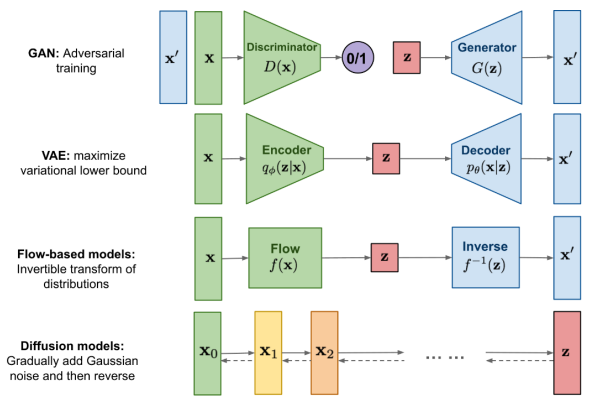 GAN: Adversarial
training
x′
x
Discriminator
D(x)
0/1
z
Generator
G(z)
x′
VAE: maximize
variational lower bound
x
Encoder
qϕ(z|x)
z
Decoder
pθ(x|z)
x′
Flow-based models:
Invertible transform of
distributions
x
Flow
f(x)
z
Inverse
f⁻¹(z)
x′
Diffusion models:
Gradually add Gaussian
noise and then reverse
x₀
x₁
x₂
... ...
z